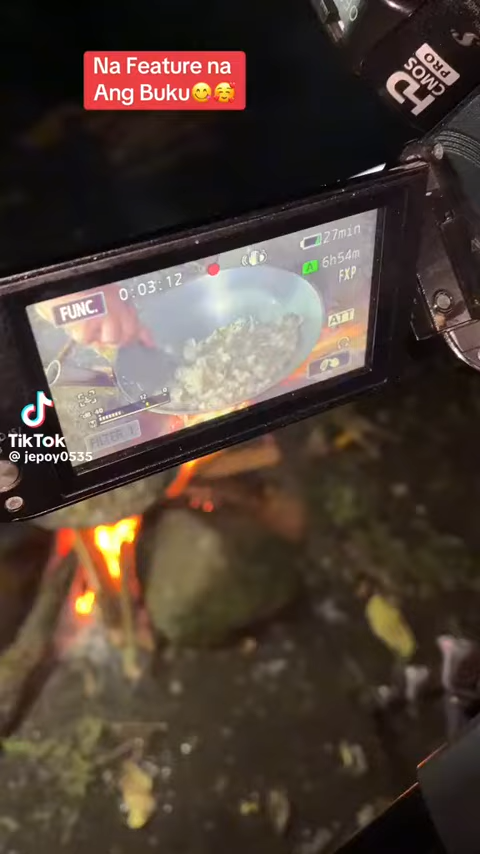 Na Feature na
Ang Buku😋🥰
HD
CMOS
PRO
27min
0:03:12
6h54m
A
FXP
FUNC.
ATT
TikTok
@ jepoy0535